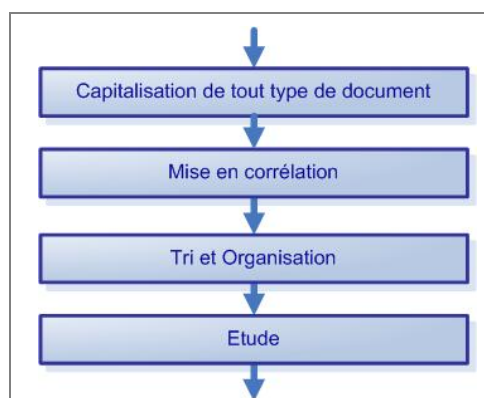 Capitalisation de tout type de document
Mise en corrélation
Tri et Organisation
Etude